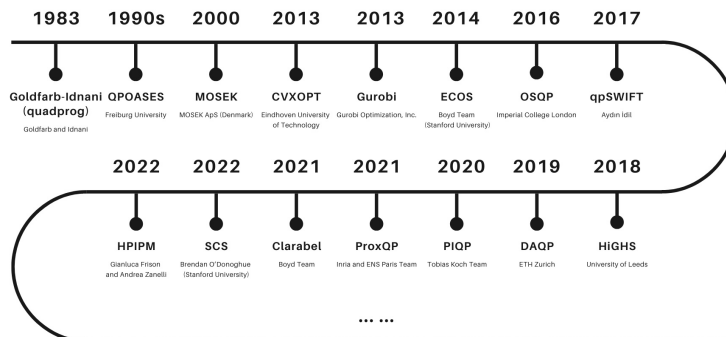 1983 1990s 2000 2013 2013 2014 2016 2017
Goldfarb-Idnani QPOASES MOSEK CVXOPT Gurobi ECOS OSQP qpSWIFT
(quadprog) Freiburg University MOSEK ApS (Denmark) Eindhoven University Gurobi Optimization, Inc. Boyd Team Imperial College London Aydın İdil
Goldfarb and Idnani of Technology (Stanford University)
2022 2022 2021 2021 2020 2019 2018
HPIPM SCS Clarabel ProxQP PIQP DAQP HiGHS
Gianluca Frison Brendan O'Donoghue Boyd Team Inria and ENS Paris Team Tobias Koch Team ETH Zurich University of Leeds
and Andrea Zanelli (Stanford University)
... ...